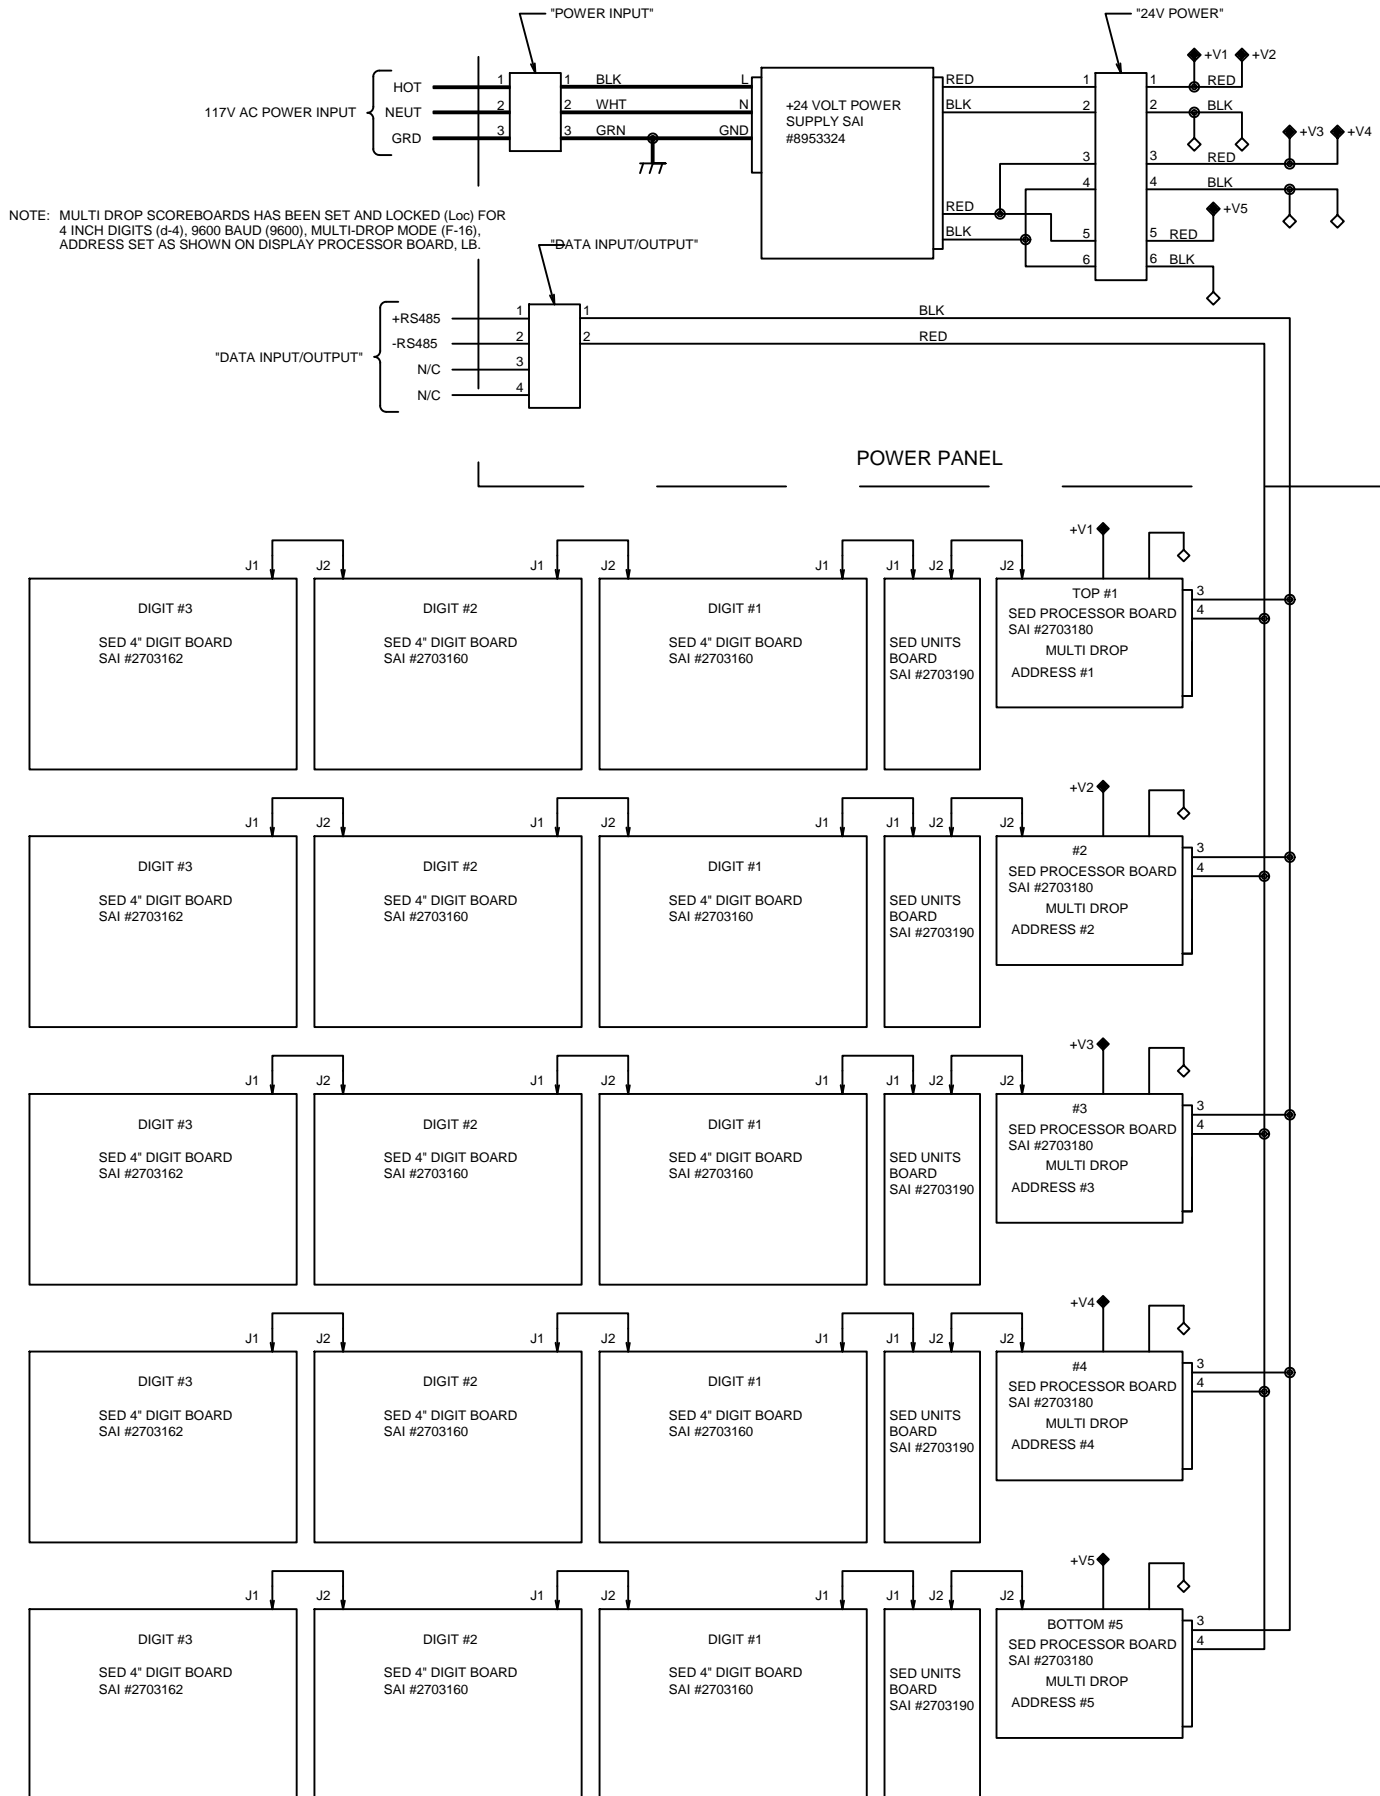 "POWER INPUT"
"24V POWER"
117V AC POWER INPUT
HOT
NEUT
GRD
1
2
3
1 BLK L
2 WHT N
3 GRN GND
+24 VOLT POWER
SUPPLY SAI
#8953324
RED
BLK
RED
BLK
1
2
3
4
5
6
1 RED
2 BLK
3 RED
4 BLK
5 RED
6 BLK
+V1
+V2
+V3
+V4
+V5
NOTE: MULTI DROP SCOREBOARDS HAS BEEN SET AND LOCKED (Loc) FOR
4 INCH DIGITS (d-4), 9600 BAUD (9600), MULTI-DROP MODE (F-16),
ADDRESS SET AS SHOWN ON DISPLAY PROCESSOR BOARD, LB.
"DATA INPUT/OUTPUT"
"DATA INPUT/OUTPUT"
+RS485
-RS485
N/C
N/C
1
2
3
4
1 BLK
2 RED
POWER PANEL
+V1
J1 J2 J1 J2 J1 J1 J2 J2
DIGIT #3
SED 4" DIGIT BOARD
SAI #2703162
DIGIT #2
SED 4" DIGIT BOARD
SAI #2703160
DIGIT #1
SED 4" DIGIT BOARD
SAI #2703160
SED UNITS
BOARD
SAI #2703190
TOP #1
SED PROCESSOR BOARD
SAI #2703180
MULTI DROP
ADDRESS #1
3
4
+V2
J1 J2 J1 J2 J1 J1 J2 J2
DIGIT #3
SED 4" DIGIT BOARD
SAI #2703162
DIGIT #2
SED 4" DIGIT BOARD
SAI #2703160
DIGIT #1
SED 4" DIGIT BOARD
SAI #2703160
SED UNITS
BOARD
SAI #2703190
#2
SED PROCESSOR BOARD
SAI #2703180
MULTI DROP
ADDRESS #2
3
4
+V3
J1 J2 J1 J2 J1 J1 J2 J2
DIGIT #3
SED 4" DIGIT BOARD
SAI #2703162
DIGIT #2
SED 4" DIGIT BOARD
SAI #2703160
DIGIT #1
SED 4" DIGIT BOARD
SAI #2703160
SED UNITS
BOARD
SAI #2703190
#3
SED PROCESSOR BOARD
SAI #2703180
MULTI DROP
ADDRESS #3
3
4
+V4
J1 J2 J1 J2 J1 J1 J2 J2
DIGIT #3
SED 4" DIGIT BOARD
SAI #2703162
DIGIT #2
SED 4" DIGIT BOARD
SAI #2703160
DIGIT #1
SED 4" DIGIT BOARD
SAI #2703160
SED UNITS
BOARD
SAI #2703190
#4
SED PROCESSOR BOARD
SAI #2703180
MULTI DROP
ADDRESS #4
3
4
+V5
J1 J2 J1 J2 J1 J1 J2 J2
DIGIT #3
SED 4" DIGIT BOARD
SAI #2703162
DIGIT #2
SED 4" DIGIT BOARD
SAI #2703160
DIGIT #1
SED 4" DIGIT BOARD
SAI #2703160
SED UNITS
BOARD
SAI #2703190
BOTTOM #5
SED PROCESSOR BOARD
SAI #2703180
MULTI DROP
ADDRESS #5
3
4